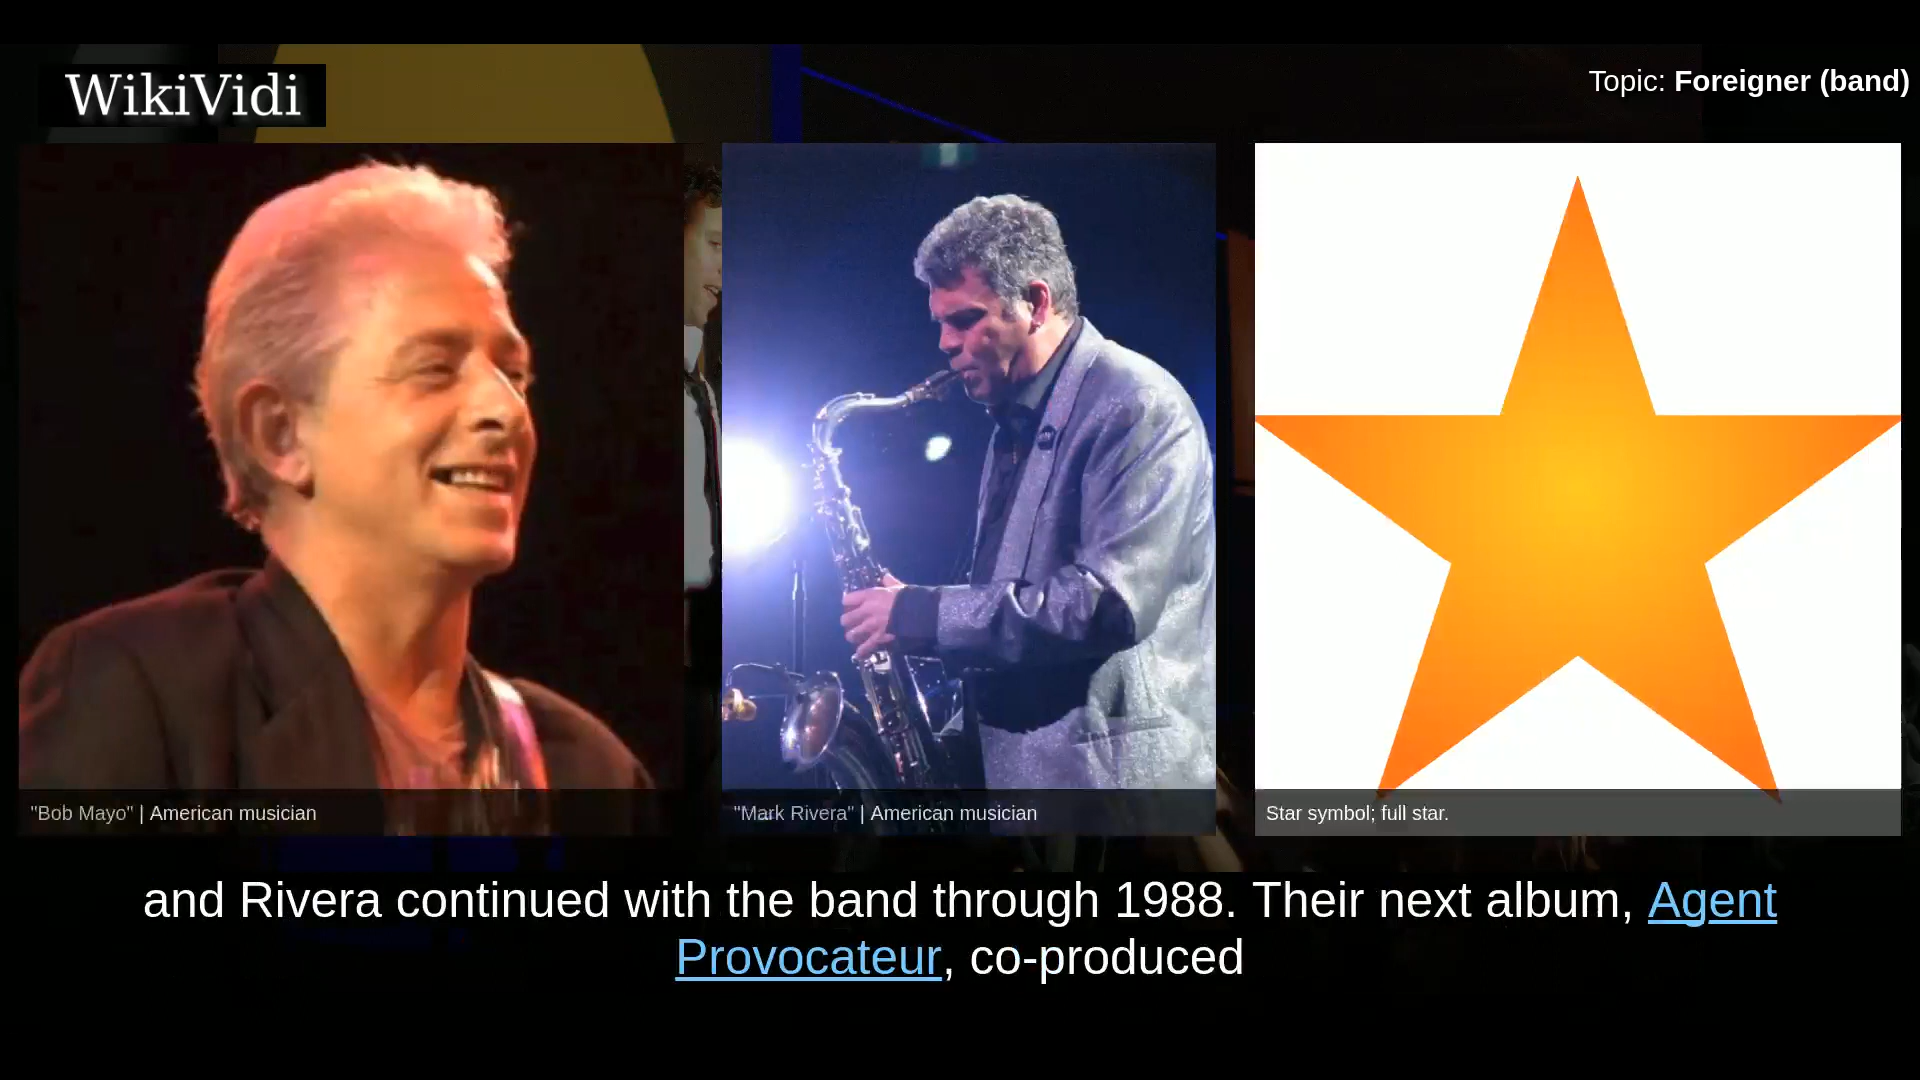 WikiVidi
Topic: Foreigner (band)
"Bob Mayo" | American musician
"Mark Rivera" | American musician
Star symbol; full star.
and Rivera continued with the band through 1988. Their next album, Agent
Provocateur, co-produced